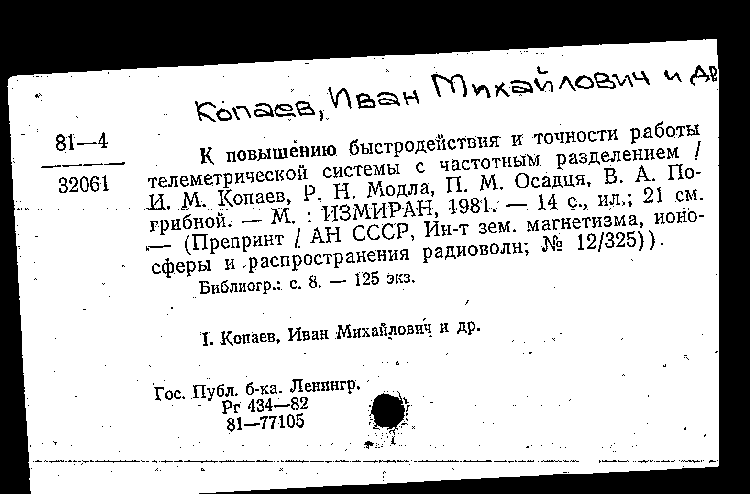 Копаев, Иван Михайлович и др
81—4
32061
К повышению быстродействия и точности работы
телеметрической системы с частотным разделением /
И. М. Копаев, Р. Н. Модла, П. М. Осадця, В. А. По-
грибной. — М. : ИЗМИРАН, 1981. — 14 с., ил.; 21 см.
— (Препринт / АН СССР, Ин-т зем. магнетизма, ионо-
сферы и распространения радиоволн; № 12/325)).
Библиогр.: с. 8. — 125 экз.
I. Копаев, Иван Михайлович и др.
Гос. Публ. б-ка. Ленингр.
Рг 434—82
81—77105